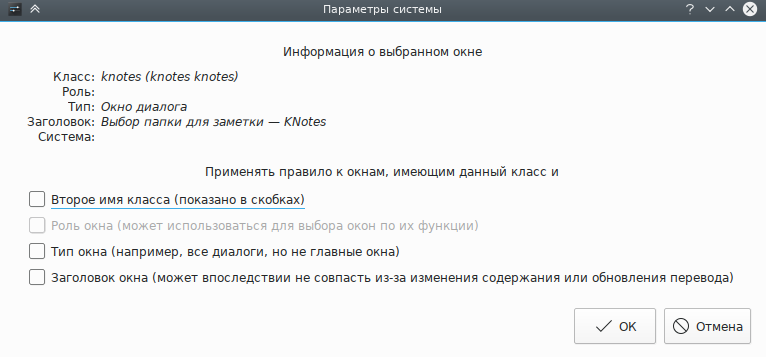 Параметры системы
Информация о выбранном окне
Класс: knotes (knotes knotes)
Роль:
Тип: Окно диалога
Заголовок: Выбор папки для заметки — KNotes
Система:
Применять правило к окнам, имеющим данный класс и
Второе имя класса (показано в скобках)
Роль окна (может использоваться для выбора окон по их функции)
Тип окна (например, все диалоги, но не главные окна)
Заголовок окна (может впоследствии не совпасть из-за изменения содержания или обновления перевода)
ОК Отмена